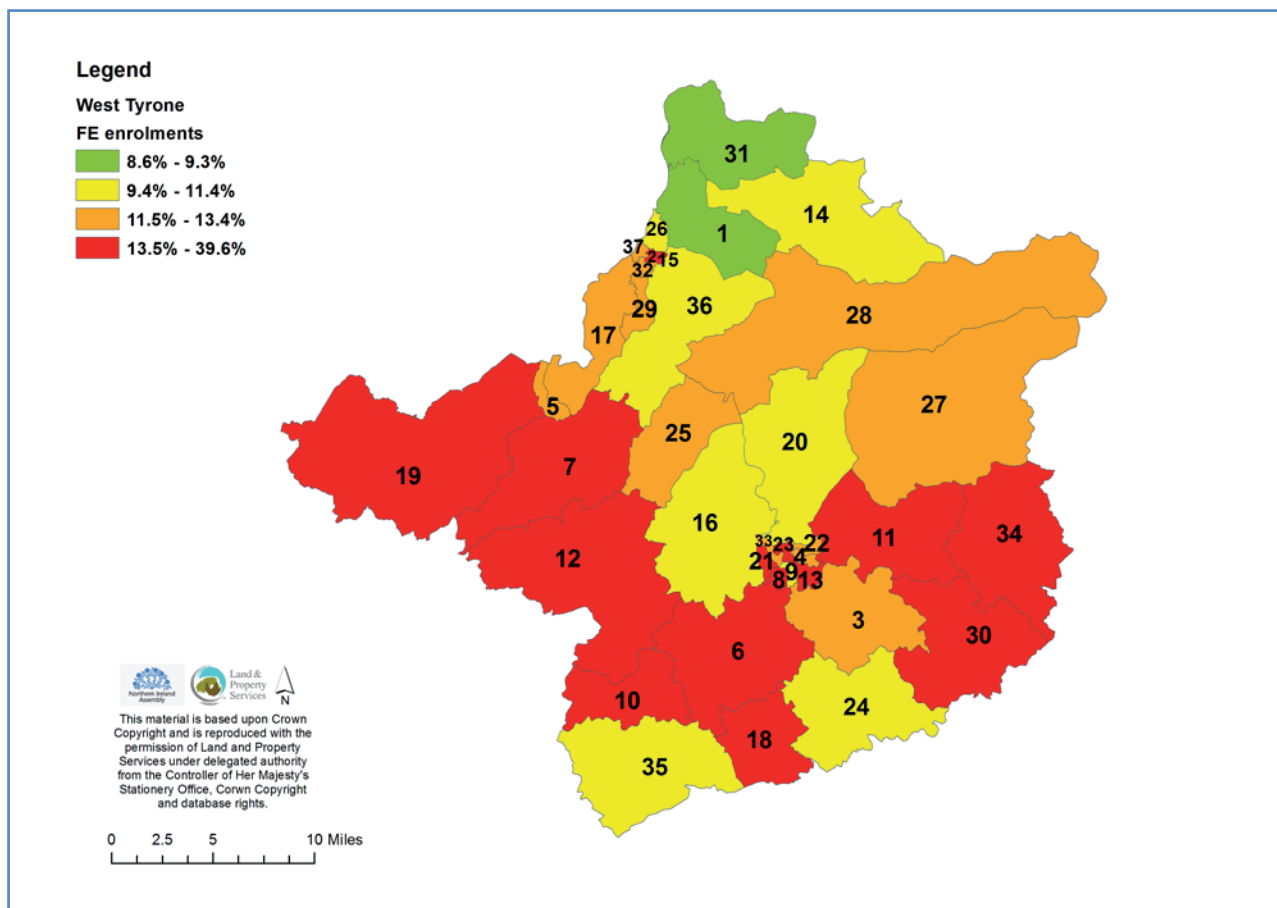 Legend
West Tyrone
FE enrolments
8.6% - 9.3%
9.4% - 11.4%
11.5% - 13.4%
13.5% - 39.6%
31
14
26
1
37
2
15
32
36
29
28
17
27
5
25
20
7
19
16
11
34
12
33
23
22
21
4
9
8
13
3
30
6
10
24
18
35
Northern Ireland
Assembly
Land &
Property
Services
N
This material is based upon Crown
Copyright and is reproduced with the
permission of Land and Property
Services under delegated authority
from the Controller of Her Majesty's
Stationery Office, Corwn Copyright
and database rights.
0 2.5 5 10 Miles